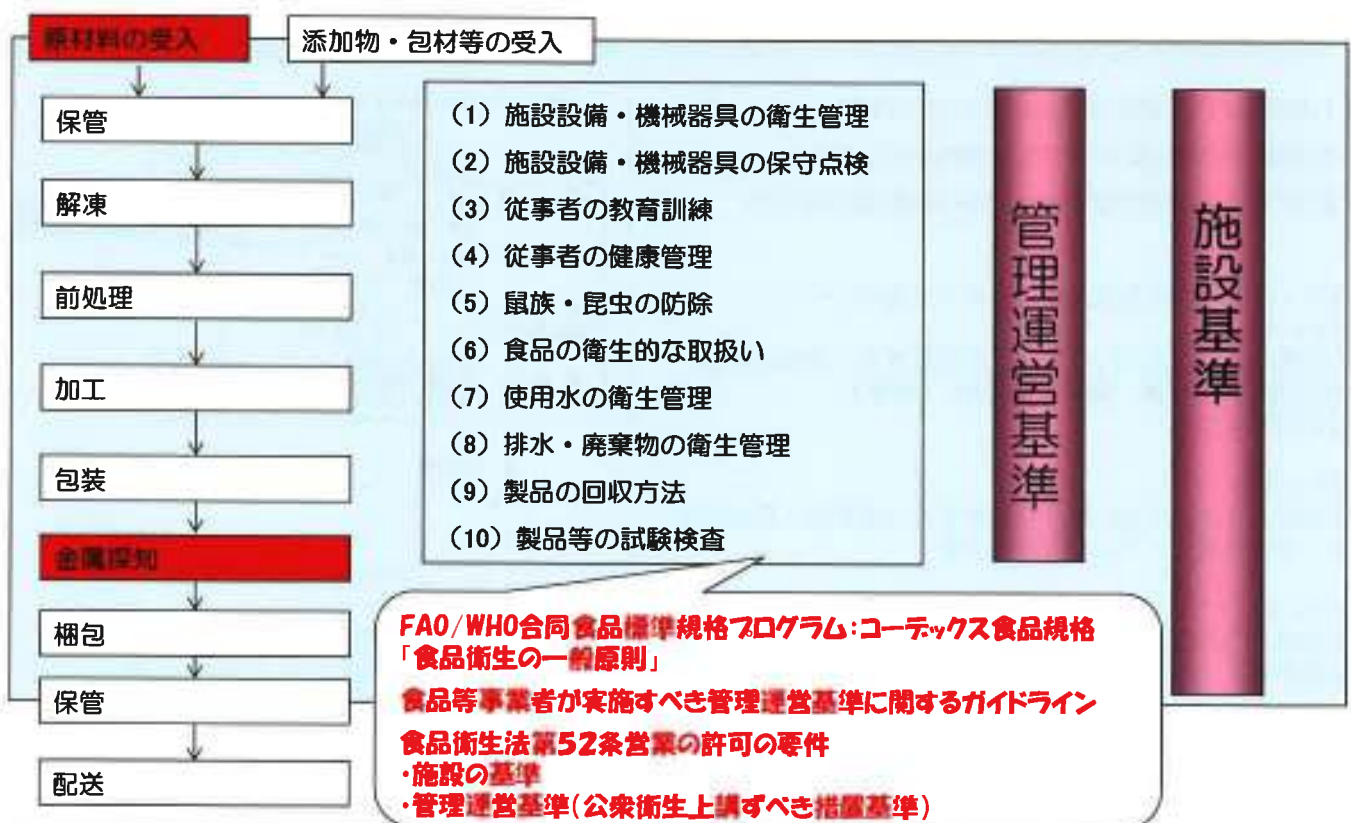 原材料の受入
添加物・包材等の受入
保管
解凍
前処理
加工
包装
金属探知
梱包
保管
配送
（1）施設設備・機械器具の衛生管理
（2）施設設備・機械器具の保守点検
（3）従事者の教育訓練
（4）従事者の健康管理
（5）鼠族・昆虫の防除
（6）食品の衛生的な取扱い
（7）使用水の衛生管理
（8）排水・廃棄物の衛生管理
（9）製品の回収方法
（10）製品等の試験検査
管理運営基準
施設基準
FAO/WHO合同食品標準規格プログラム：コーデックス食品規格
「食品衛生の一般原則」
食品等事業者が実施すべき管理運営基準に関するガイドライン
食品衛生法第52条営業の許可の要件
・施設の基準
・管理運営基準（公衆衛生上講ずべき措置基準）